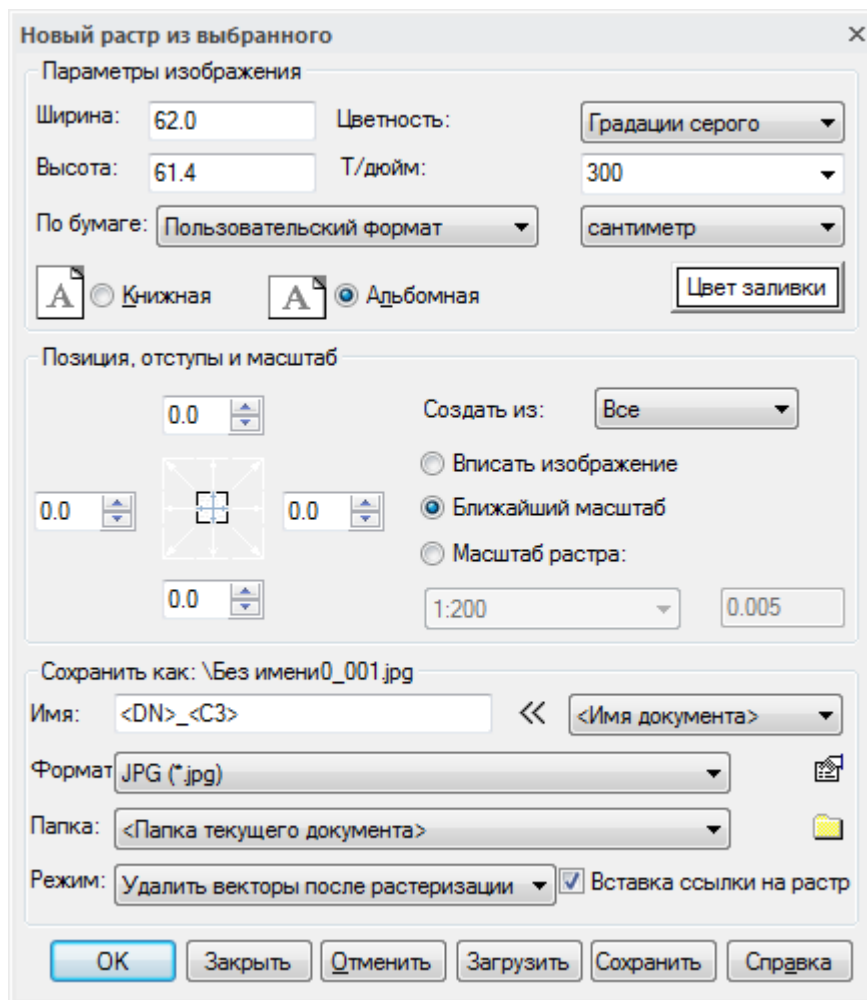 Новый растр из выбранного
Параметры изображения
Ширина: 62.0 Цветность: Градации серого
Высота: 61.4 Т/дюйм: 300
По бумаге: Пользовательский формат сантиметр
A Книжная A Альбомная Цвет заливки
Позиция, отступы и масштаб
0.0 Создать из: Все
Вписать изображение
0.0 0.0 Ближайший масштаб
Масштаб растра:
0.0 1:200 0.005
Сохранить как: \Без имени0_001.jpg
Имя: <DN>_<C3> << <Имя документа>
Формат JPG (*.jpg)
Папка: <Папка текущего документа>
Режим: Удалить векторы после растеризации Вставка ссылки на растр
OK Закрыть Отменить Загрузить Сохранить Справка